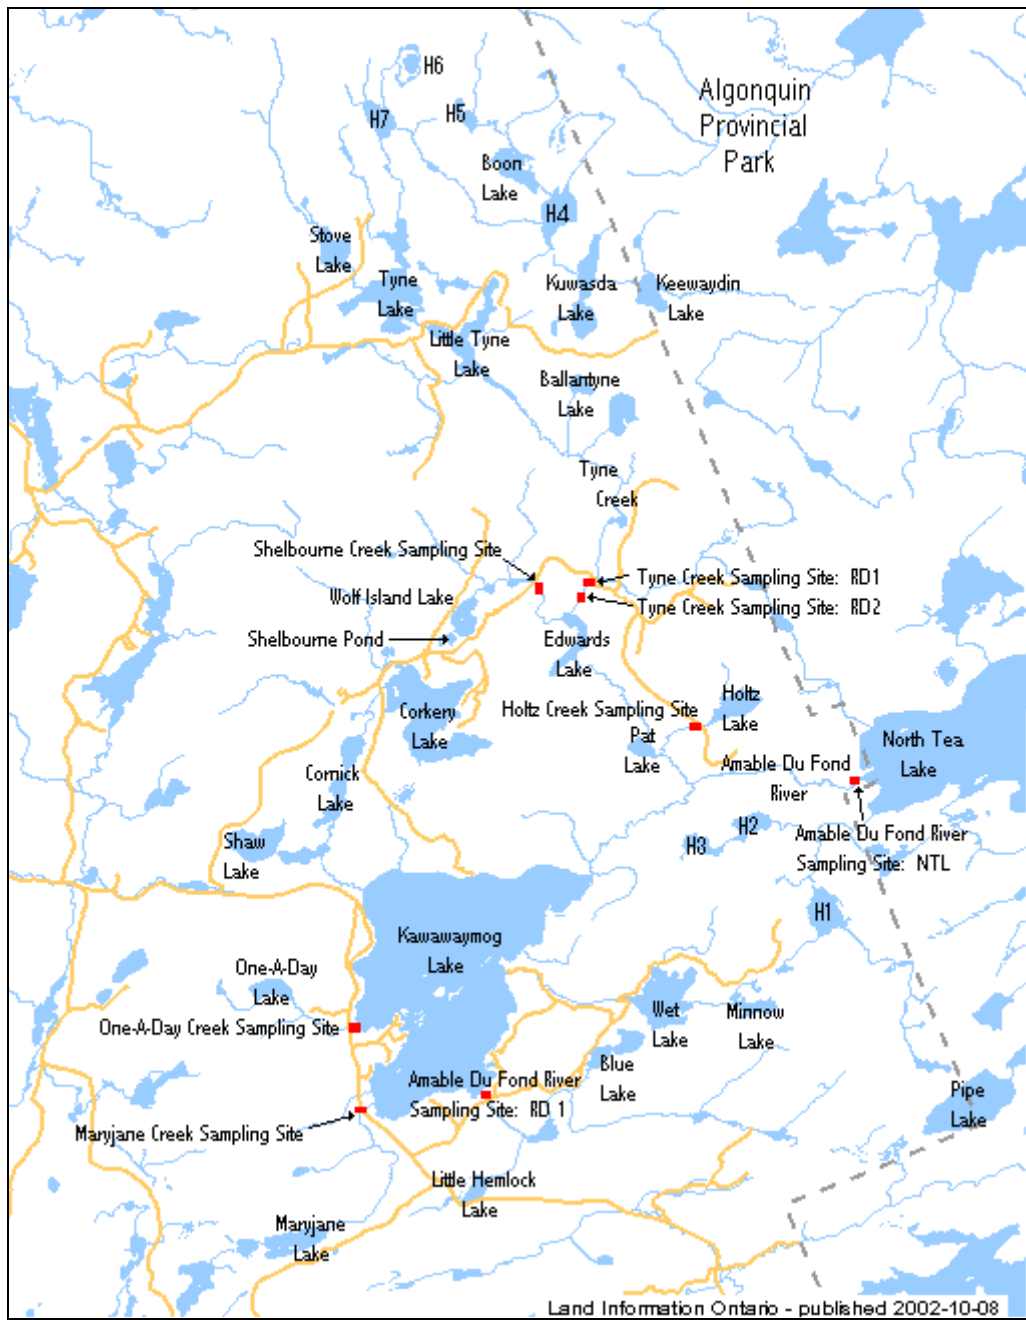 H6
Algonquin
Provincial
Park
H7
H5
Boon
Lake
H4
Stove
Lake
Tyne
Lake
Kuwasda
Lake
Keewaydin
Lake
Little Tyne
Lake
Ballantyne
Lake
Tyne
Creek
Shelbourne Creek Sampling Site
Tyne Creek Sampling Site: RD1
Wolf Island Lake
Tyne Creek Sampling Site: RD2
Shelbourne Pond
Edwards
Lake
Holtz
Lake
Holtz Creek Sampling Site
Corkery
Lake
Pat
Lake
North Tea
Lake
Amable Du Fond
River
Cornick
Lake
H2
H3
Amable Du Fond River
Sampling Site: NTL
Shaw
Lake
H1
Kawawaymog
Lake
One-A-Day
Lake
Wet
Lake
Minnow
Lake
One-A-Day Creek Sampling Site
Blue
Lake
Amable Du Fond River
Sampling Site: RD 1
Pipe
Lake
Maryjane Creek Sampling Site
Little Hemlock
Lake
Maryjane
Lake
Land Information Ontario - published 2002-10-08